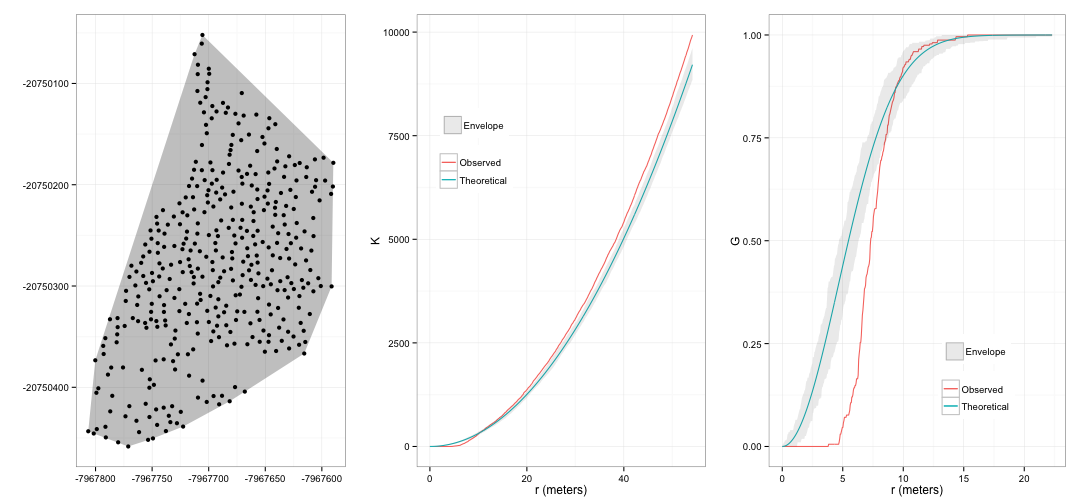 -20750100
-20750200
-20750300
-20750400
-7967800
-7967750
-7967700
-7967650
-7967600
10000
7500
5000
2500
0
K
Envelope
Observed
Theoretical
0
20
40
r (meters)
1.00
0.75
0.50
0.25
0.00
G
Envelope
Observed
Theoretical
0
5
10
15
20
r (meters)